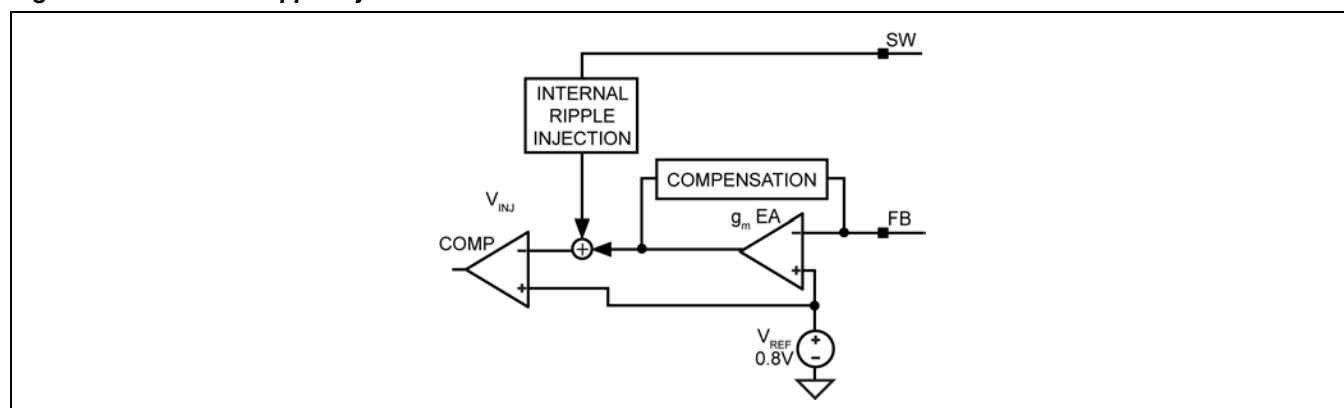 SW
INTERNAL
RIPPLE
INJECTION
COMPENSATION
V_INJ
g_m EA
FB
COMP
−
+
−
+
+
V_REF
0.8V
+
−